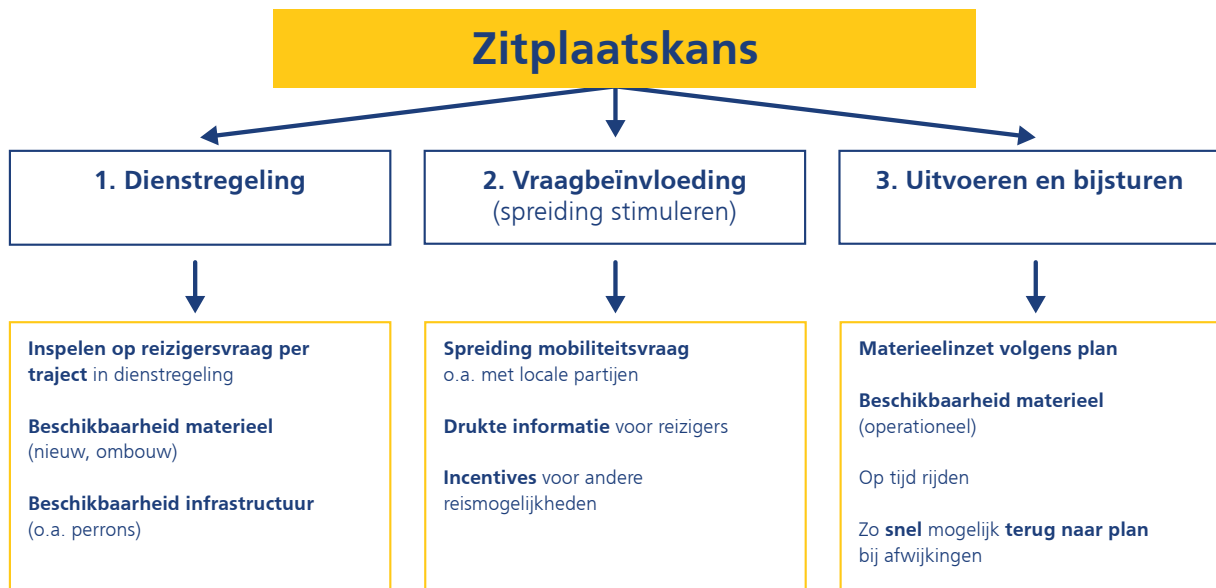 Zitplaatskans
1. Dienstregeling
2. Vraagbeïnvloeding
(spreiding stimuleren)
3. Uitvoeren en bijsturen
Inspelen op reizigersvraag per
traject in dienstregeling
Beschikbaarheid materieel
(nieuw, ombouw)
Beschikbaarheid infrastructuur
(o.a. perrons)
Spreiding mobiliteitsvraag
o.a. met locale partijen
Drukte informatie voor reizigers
Incentives voor andere
reismogelijkheden
Materieelinzet volgens plan
Beschikbaarheid materieel
(operationeel)
Op tijd rijden
Zo snel mogelijk terug naar plan
bij afwijkingen